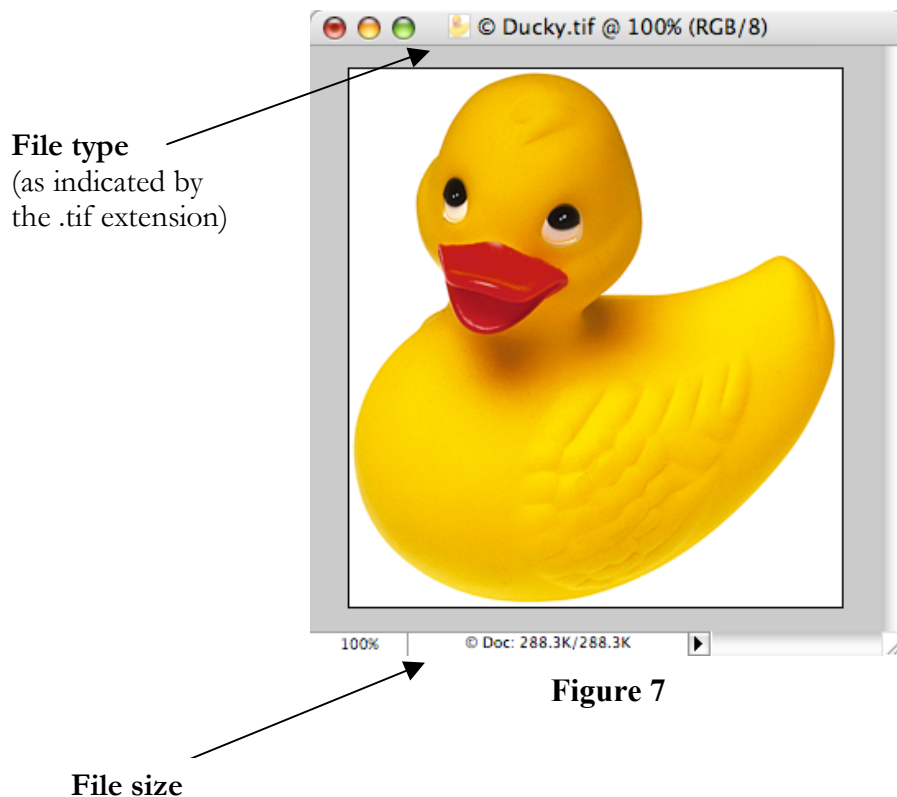 © Ducky.tif @ 100% (RGB/8)
File type
(as indicated by
the .tif extension)
100%
© Doc: 288.3K/288.3K
Figure 7
File size